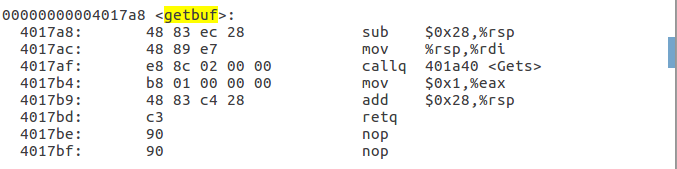 00000000004017a8 <getbuf>:
4017a8: 48 83 ec 28 sub $0x28,%rsp
4017ac: 48 89 e7 mov %rsp,%rdi
4017af: e8 8c 02 00 00 callq 401a40 <Gets>
4017b4: b8 01 00 00 00 mov $0x1,%eax
4017b9: 48 83 c4 28 add $0x28,%rsp
4017bd: c3 retq
4017be: 90 nop
4017bf: 90 nop